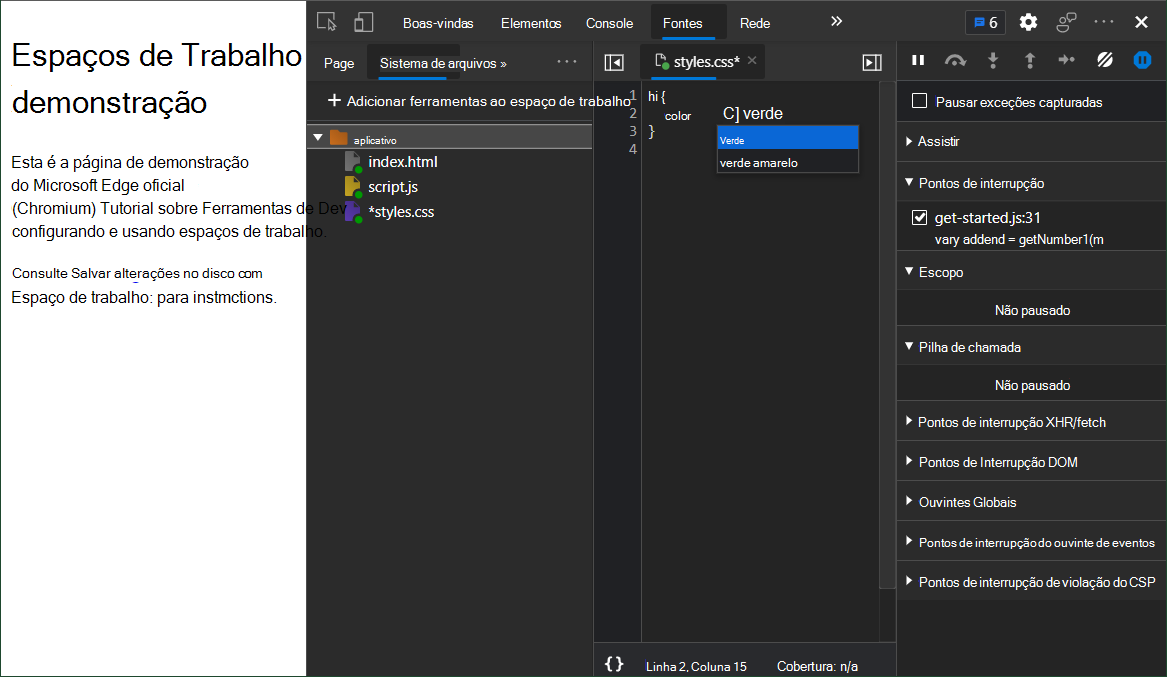 Espaços de Trabalho
demonstração
Esta é a página de demonstração
do Microsoft Edge oficial
(Chromium) Tutorial sobre Ferramentas de Dev
configurando e usando espaços de trabalho.
Consulte Salvar alterações no disco com
Espaço de trabalho: para instmctions.
Boas-vindas Elementos Console Fontes Rede » 6
Page Sistema de arquivos »
+ Adicionar ferramentas ao espaço de trabalho
aplicativo
index.html
script.js
*styles.css
styles.css*
1 hi {
2 color C] verde
3 }
4
Verde
verde amarelo
{} Linha 2, Coluna 15 Cobertura: n/a
Pausar exceções capturadas
Assistir
Pontos de interrupção
get-started.js:31
vary addend = getNumber1(m
Escopo
Não pausado
Pilha de chamada
Não pausado
Pontos de interrupção XHR/fetch
Pontos de Interrupção DOM
Ouvintes Globais
Pontos de interrupção do ouvinte de eventos
Pontos de interrupção de violação do CSP